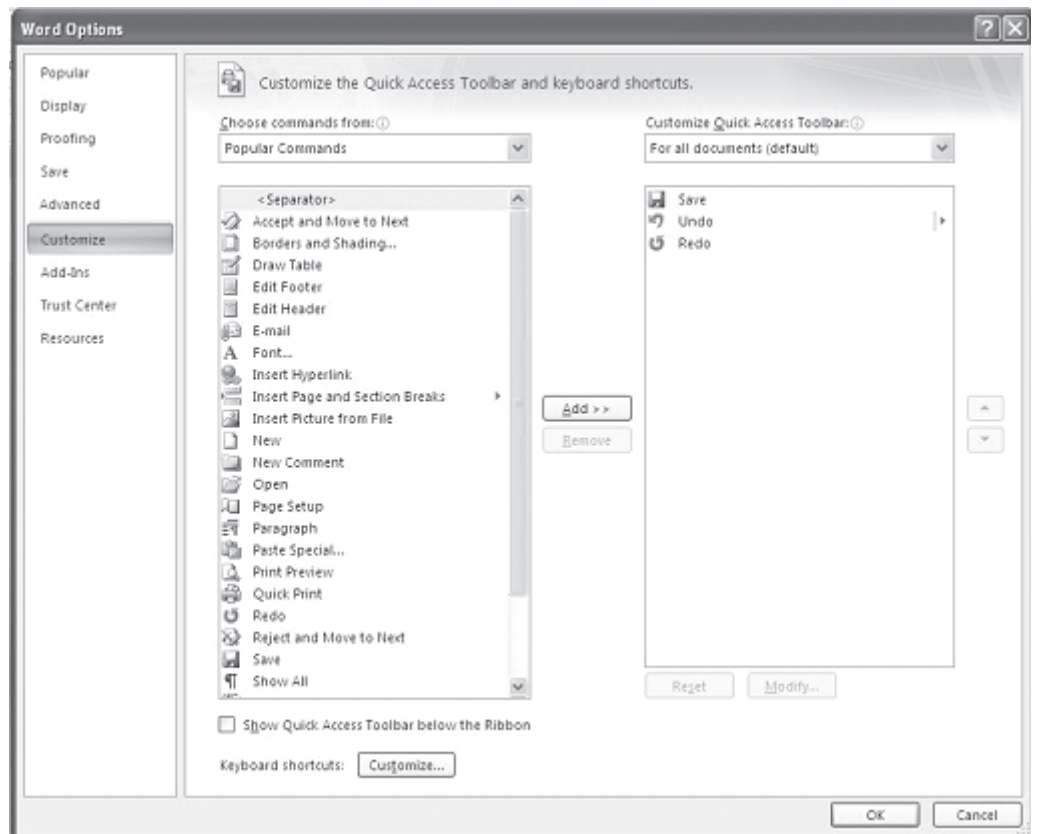 Word Options
Popular
Display
Proofing
Save
Advanced
Customize
Add-Ins
Trust Center
Resources
Customize the Quick Access Toolbar and keyboard shortcuts.
Choose commands from:
Popular Commands
<Separator>
Accept and Move to Next
Borders and Shading...
Draw Table
Edit Footer
Edit Header
E-mail
Font...
Insert Hyperlink
Insert Page and Section Breaks
Insert Picture from File
New
New Comment
Open
Page Setup
Paragraph
Paste Special...
Print Preview
Quick Print
Redo
Reject and Move to Next
Save
Show All
Add >>
Remove
Customize Quick Access Toolbar:
For all documents (default)
Save
Undo
Redo
Reset
Modify...
Show Quick Access Toolbar below the Ribbon
Keyboard shortcuts: Customize...
OK
Cancel